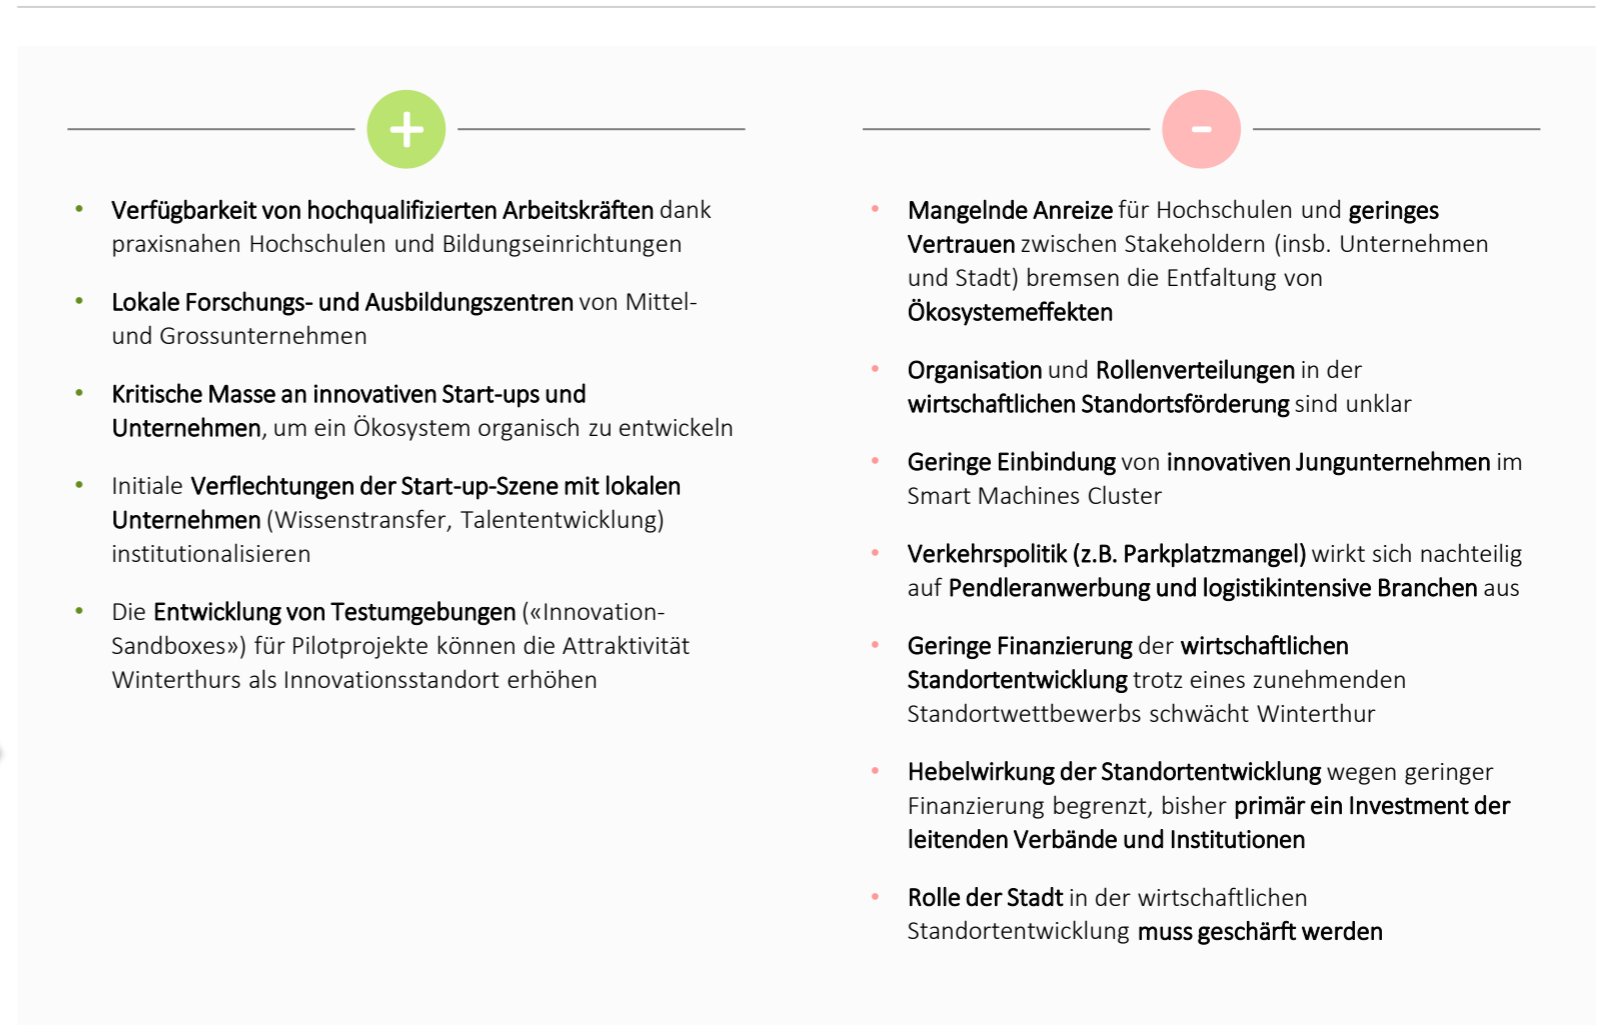 +
• Verfügbarkeit von hochqualifizierten Arbeitskräften dank
praxisnahen Hochschulen und Bildungseinrichtungen
• Lokale Forschungs- und Ausbildungszentren von Mittel-
und Grossunternehmen
• Kritische Masse an innovativen Start-ups und
Unternehmen, um ein Ökosystem organisch zu entwickeln
• Initiale Verflechtungen der Start-up-Szene mit lokalen
Unternehmen (Wissenstransfer, Talententwicklung)
institutionalisieren
• Die Entwicklung von Testumgebungen («Innovation-
Sandboxes») für Pilotprojekte können die Attraktivität
Winterthurs als Innovationsstandort erhöhen
-
• Mangelnde Anreize für Hochschulen und geringes
Vertrauen zwischen Stakeholdern (insb. Unternehmen
und Stadt) bremsen die Entfaltung von
Ökosystemeffekten
• Organisation und Rollenverteilungen in der
wirtschaftlichen Standortsförderung sind unklar
• Geringe Einbindung von innovativen Jungunternehmen im
Smart Machines Cluster
• Verkehrspolitik (z.B. Parkplatzmangel) wirkt sich nachteilig
auf Pendleranwerbung und logistikintensive Branchen aus
• Geringe Finanzierung der wirtschaftlichen
Standortentwicklung trotz eines zunehmenden
Standortwettbewerbs schwächt Winterthur
• Hebelwirkung der Standortentwicklung wegen geringer
Finanzierung begrenzt, bisher primär ein Investment der
leitenden Verbände und Institutionen
• Rolle der Stadt in der wirtschaftlichen
Standortentwicklung muss geschärft werden